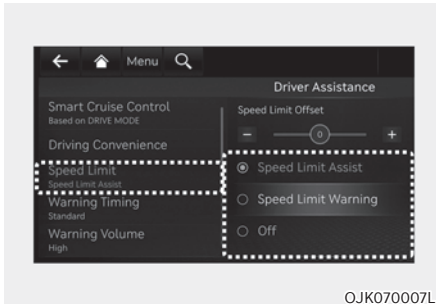 Menu
Driver Assistance
Smart Cruise Control
Based on DRIVE MODE
Driving Convenience
Speed Limit
Speed Limit Assist
Warning Timing
Standard
Warning Volume
High
Speed Limit Offset
- 0 +
Speed Limit Assist
Speed Limit Warning
Off
OJK070007L